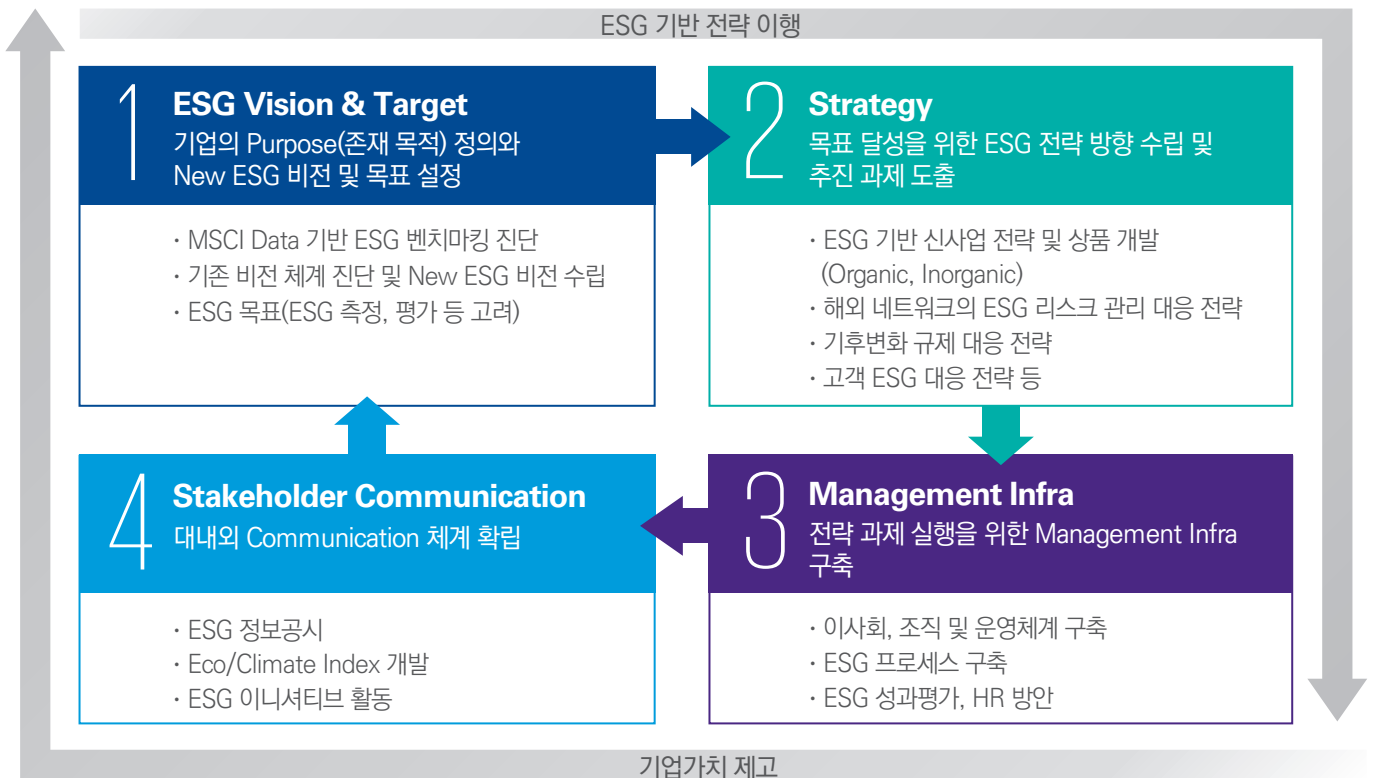 ESG 기반 전략 이행
1
ESG Vision & Target
기업의 Purpose(존재 목적) 정의와
New ESG 비전 및 목표 설정
· MSCI Data 기반 ESG 벤치마킹 진단
· 기존 비전 체계 진단 및 New ESG 비전 수립
· ESG 목표(ESG 측정, 평가 등 고려)
2
Strategy
목표 달성을 위한 ESG 전략 방향 수립 및
추진 과제 도출
· ESG 기반 신사업 전략 및 상품 개발
(Organic, Inorganic)
· 해외 네트워크의 ESG 리스크 관리 대응 전략
· 기후변화 규제 대응 전략
· 고객 ESG 대응 전략 등
3
Management Infra
전략 과제 실행을 위한 Management Infra
구축
· 이사회, 조직 및 운영체계 구축
· ESG 프로세스 구축
· ESG 성과평가, HR 방안
4
Stakeholder Communication
대내외 Communication 체계 확립
· ESG 정보공시
· Eco/Climate Index 개발
· ESG 이니셔티브 활동
기업가치 제고